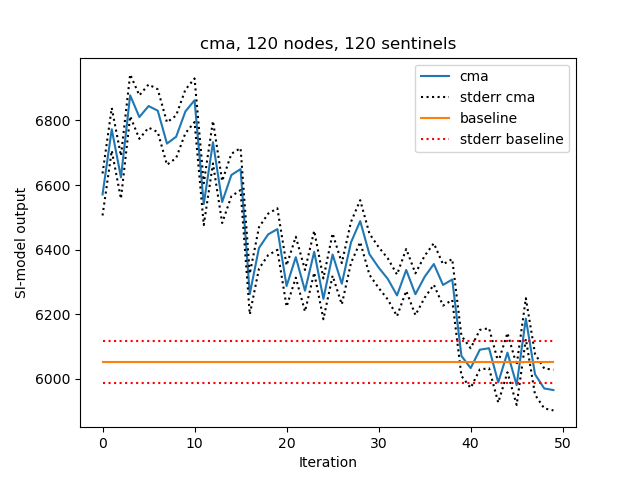 cma, 120 nodes, 120 sentinels
cma
stderr cma
baseline
stderr baseline
SI-model output
6800
6600
6400
6200
6000
0 10 20 30 40 50
Iteration